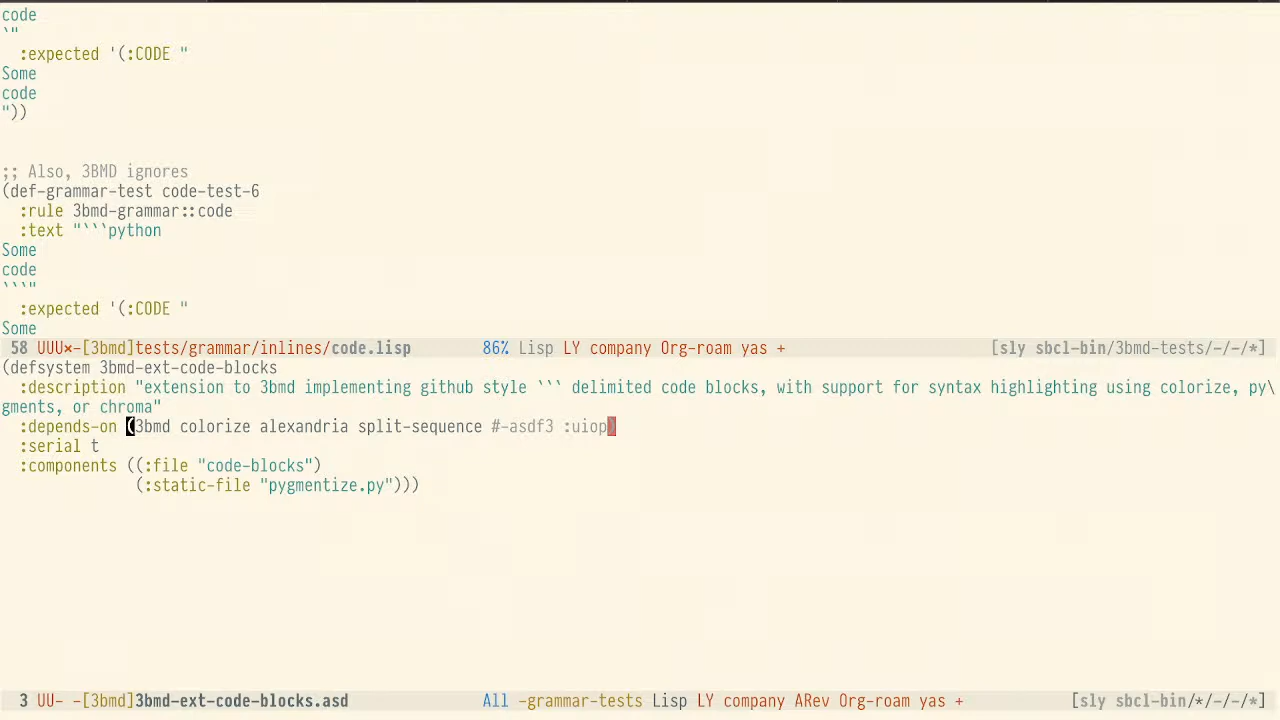 code
`"
  :expected '(:CODE "
Some
code
"))
;; Also, 3BMD ignores
(def-grammar-test code-test-6
  :rule 3bmd-grammar::code
  :text "```python
Some
code
```"
  :expected '(:CODE "
Some
58 UUU×-[3bmd]tests/grammar/inlines/code.lisp 86% Lisp LY company Org-roam yas + [sly sbcl-bin/3bmd-tests/-/-/*]
(defsystem 3bmd-ext-code-blocks
  :description "extension to 3bmd implementing github style ``` delimited code blocks, with support for syntax highlighting using colorize, py\
gments, or chroma"
  :depends-on (3bmd colorize alexandria split-sequence #-asdf3 :uiop)
  :serial t
  :components ((:file "code-blocks")
               (:static-file "pygmentize.py")))
3 UU- -[3bmd]3bmd-ext-code-blocks.asd All -grammar-tests Lisp LY company ARev Org-roam yas + [sly sbcl-bin/*/-/-/*]